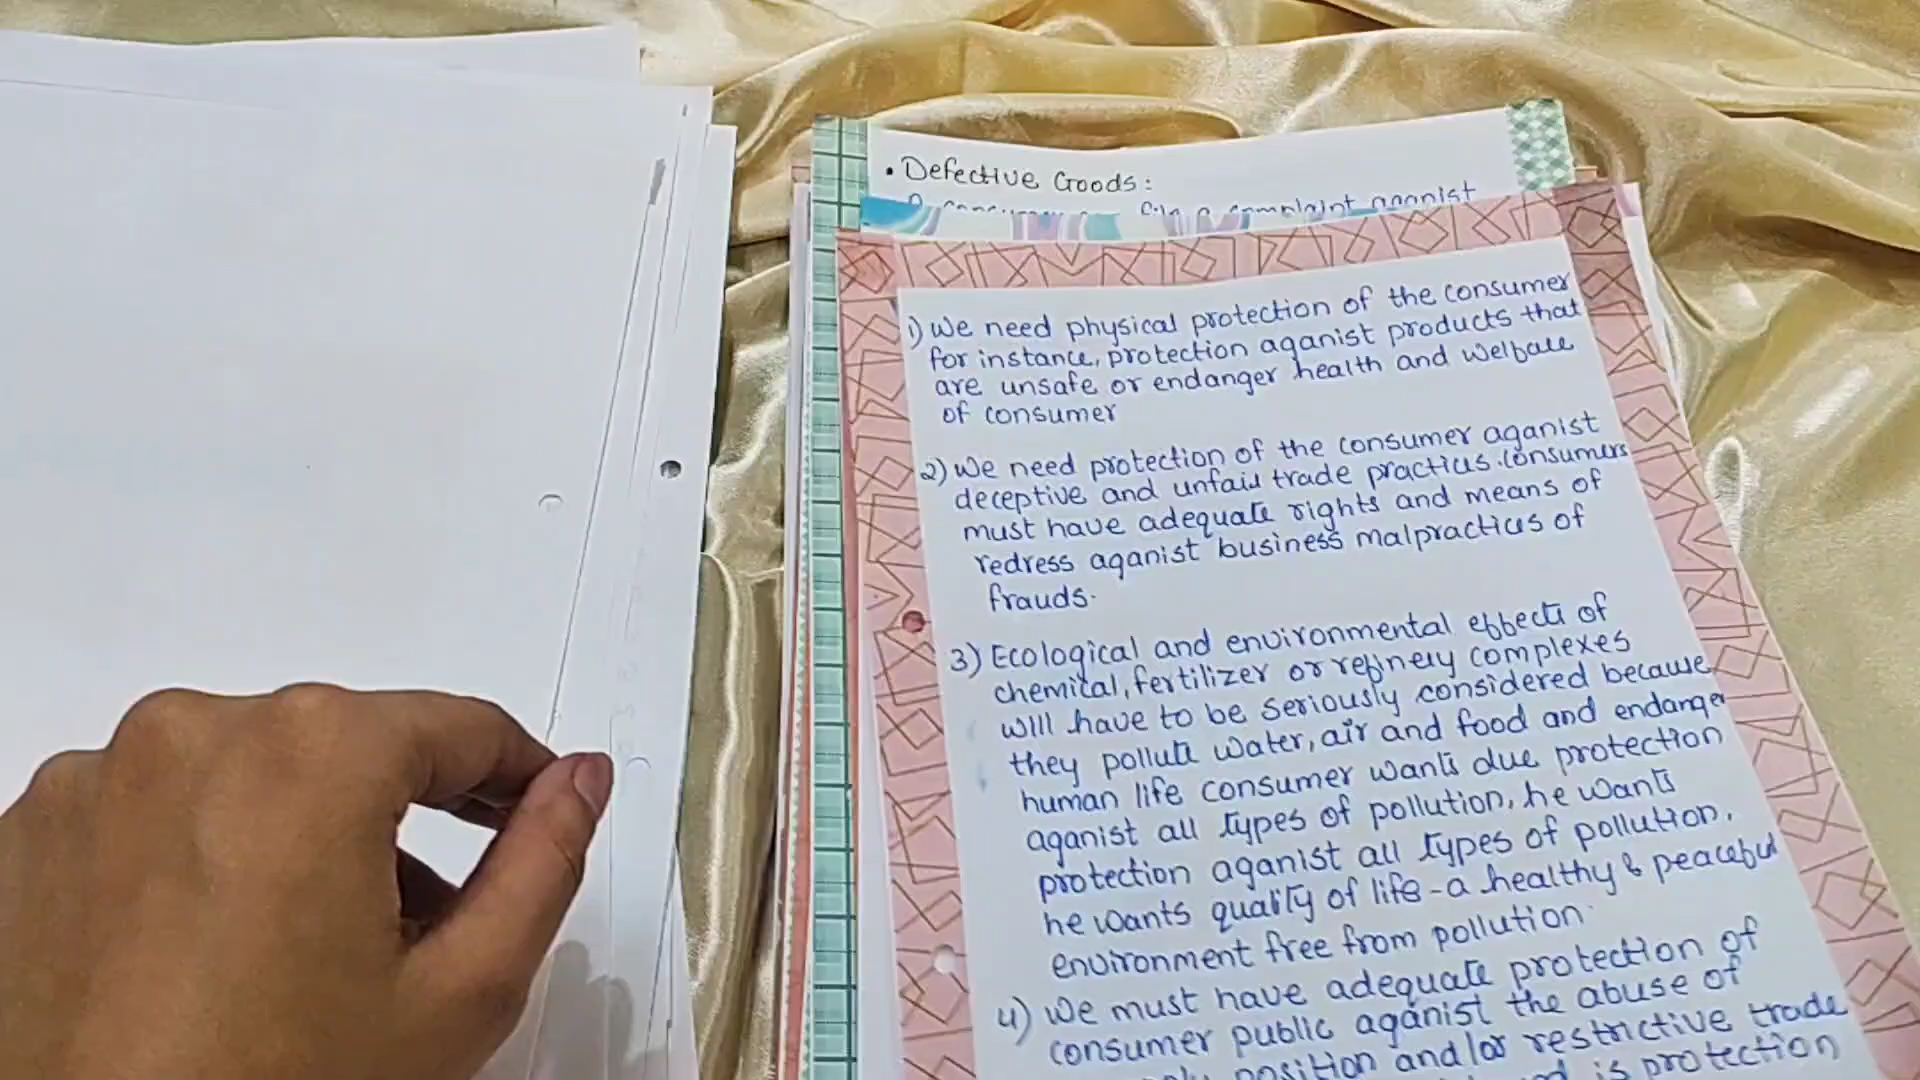 • Defective Goods:
complaint aganist
1) We need physical protection of the consumer
for instance, protection aganist products that
are unsafe or endanger health and welfare
of consumer
2) We need protection of the consumer aganist
deceptive and unfair trade practices. Consumers
must have adequate rights and means of
redress aganist business malpractices of
frauds.
3) Ecological and environmental effects of
chemical, fertilizer or refinery complexes
will have to be seriously considered because
they pollute water, air and food and endanger
human life consumer wants due protection
aganist all types of pollution, he wants
protection aganist all types of pollution,
he wants quality of life - a healthy & peaceful
environment free from pollution.
4) We must have adequate protection of
consumer public aganist the abuse of
position and/or restrictive trade
is protection